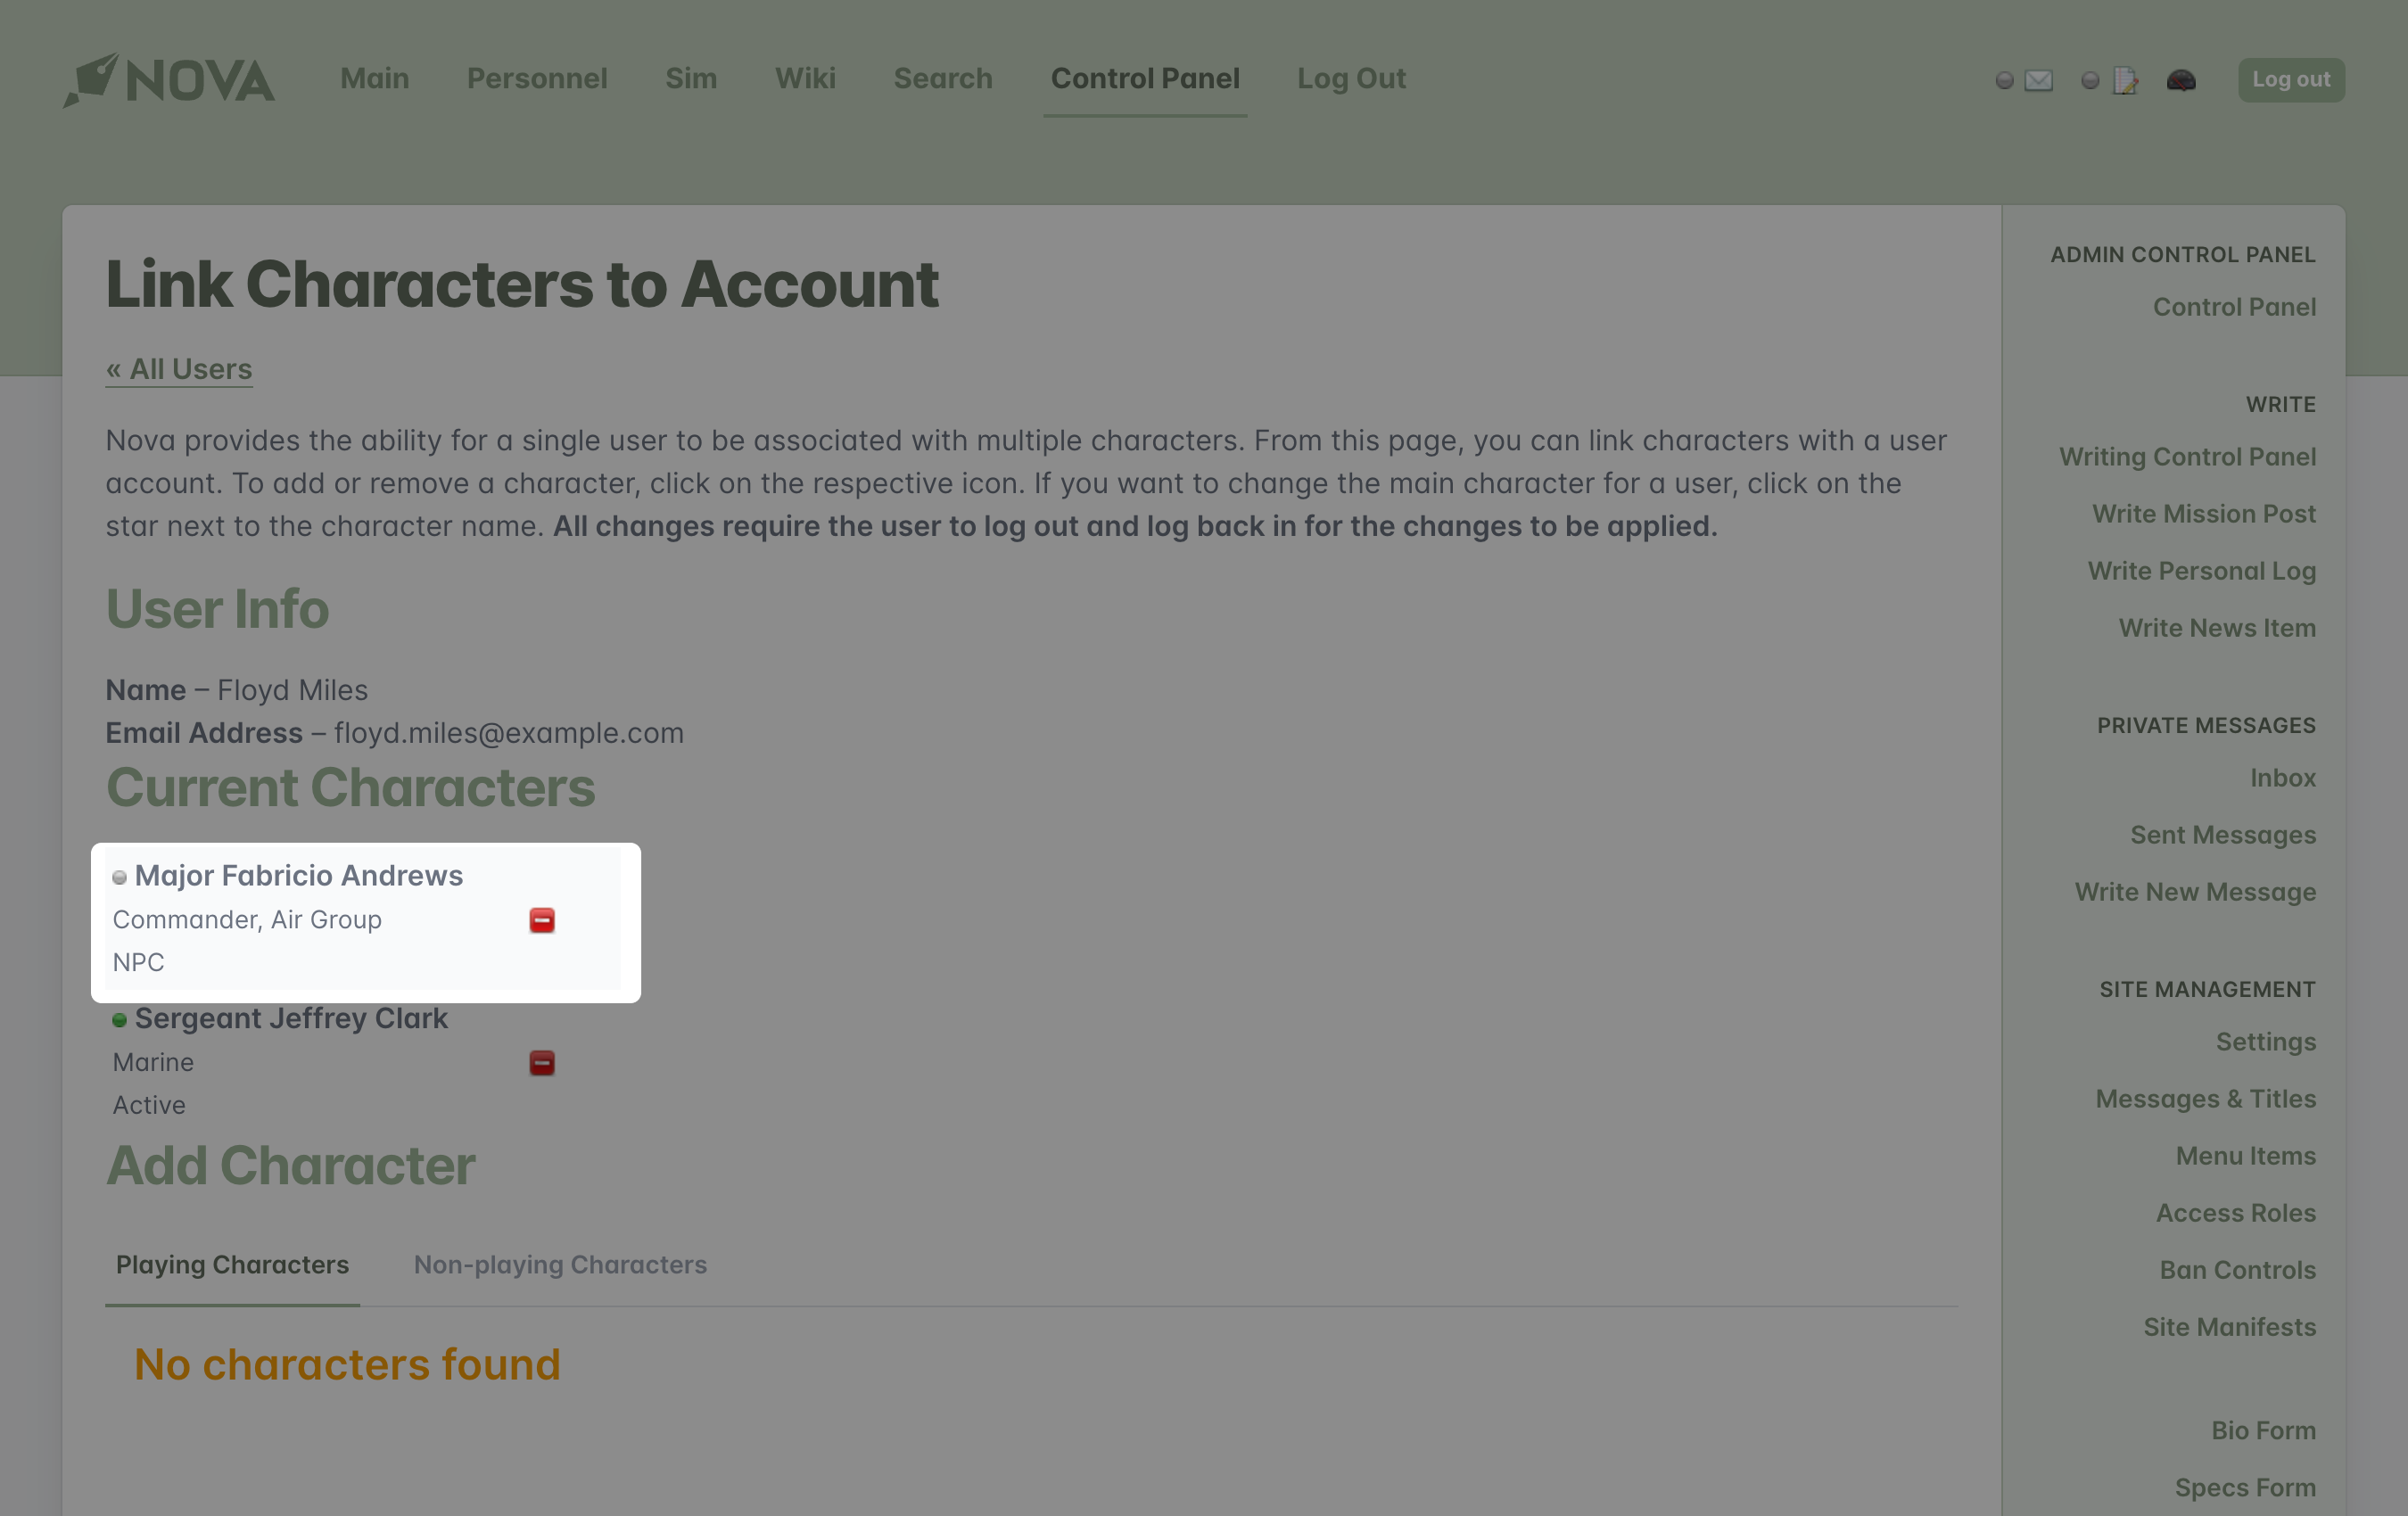 NOVA
Main
Personnel
Sim
Wiki
Search
Control Panel
Log Out
Log out
Link Characters to Account
« All Users
Nova provides the ability for a single user to be associated with multiple characters. From this page, you can link characters with a user
account. To add or remove a character, click on the respective icon. If you want to change the main character for a user, click on the
star next to the character name. All changes require the user to log out and log back in for the changes to be applied.
User Info
Name – Floyd Miles
Email Address – floyd.miles@example.com
Current Characters
Major Fabricio Andrews
Commander, Air Group
NPC
Sergeant Jeffrey Clark
Marine
Active
Add Character
Playing Characters
Non-playing Characters
No characters found
ADMIN CONTROL PANEL
Control Panel
WRITE
Writing Control Panel
Write Mission Post
Write Personal Log
Write News Item
PRIVATE MESSAGES
Inbox
Sent Messages
Write New Message
SITE MANAGEMENT
Settings
Messages & Titles
Menu Items
Access Roles
Ban Controls
Site Manifests
Bio Form
Specs Form